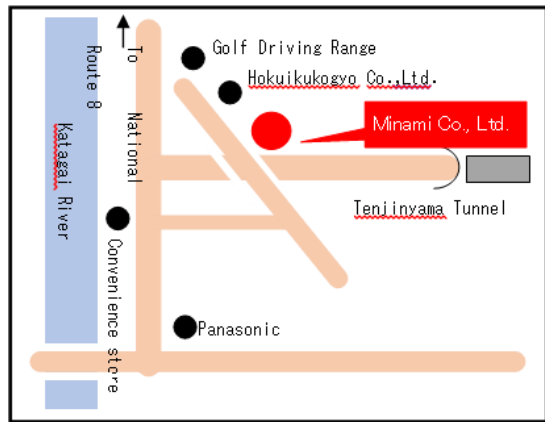 To National
Route 8
Golf Driving Range
Hokuikukogyo Co.,Ltd.
Minami Co., Ltd.
Katagai River
Tenjinyama Tunnel
Convenience store
Panasonic